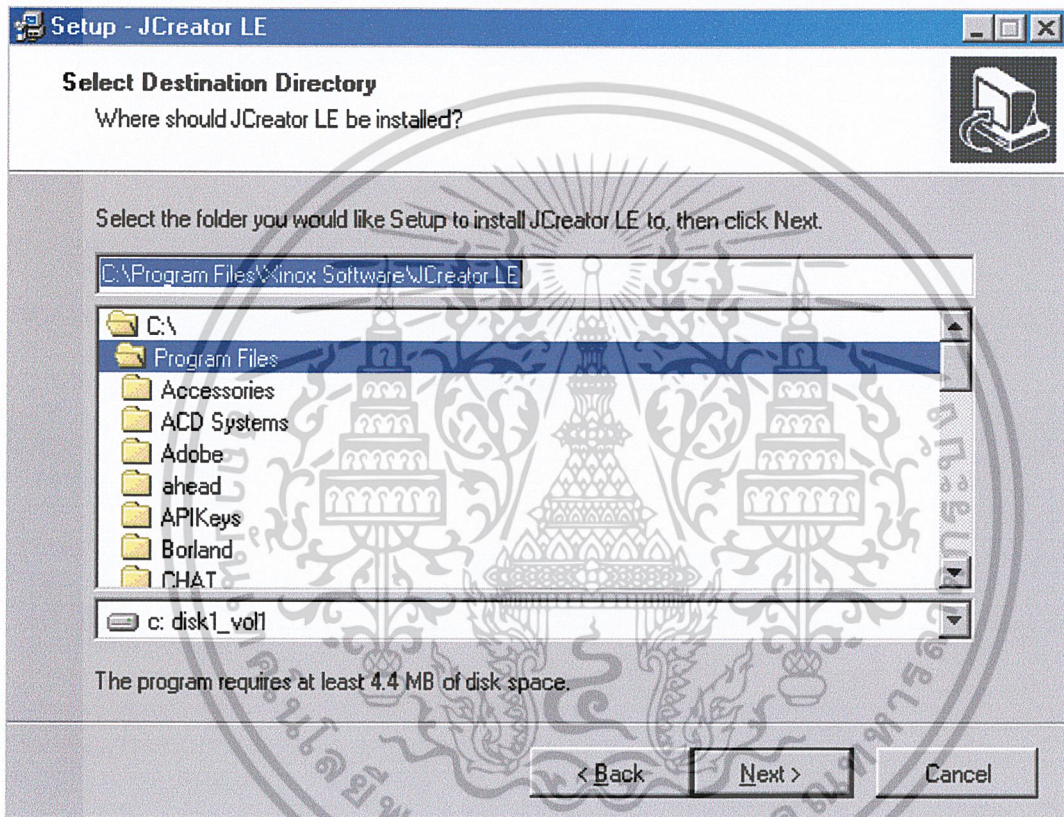 Setup - JCreator LE
Select Destination Directory
Where should JCreator LE be installed?
Select the folder you would like Setup to install JCreator LE to, then click Next.
C:\Program Files\Xinox Software\JCreator LE
C:\
Program Files
Accessories
ACD Systems
Adobe
ahead
APIKeys
Borland
CHAT
c: disk1_vol1
The program requires at least 4.4 MB of disk space.
< Back
Next >
Cancel